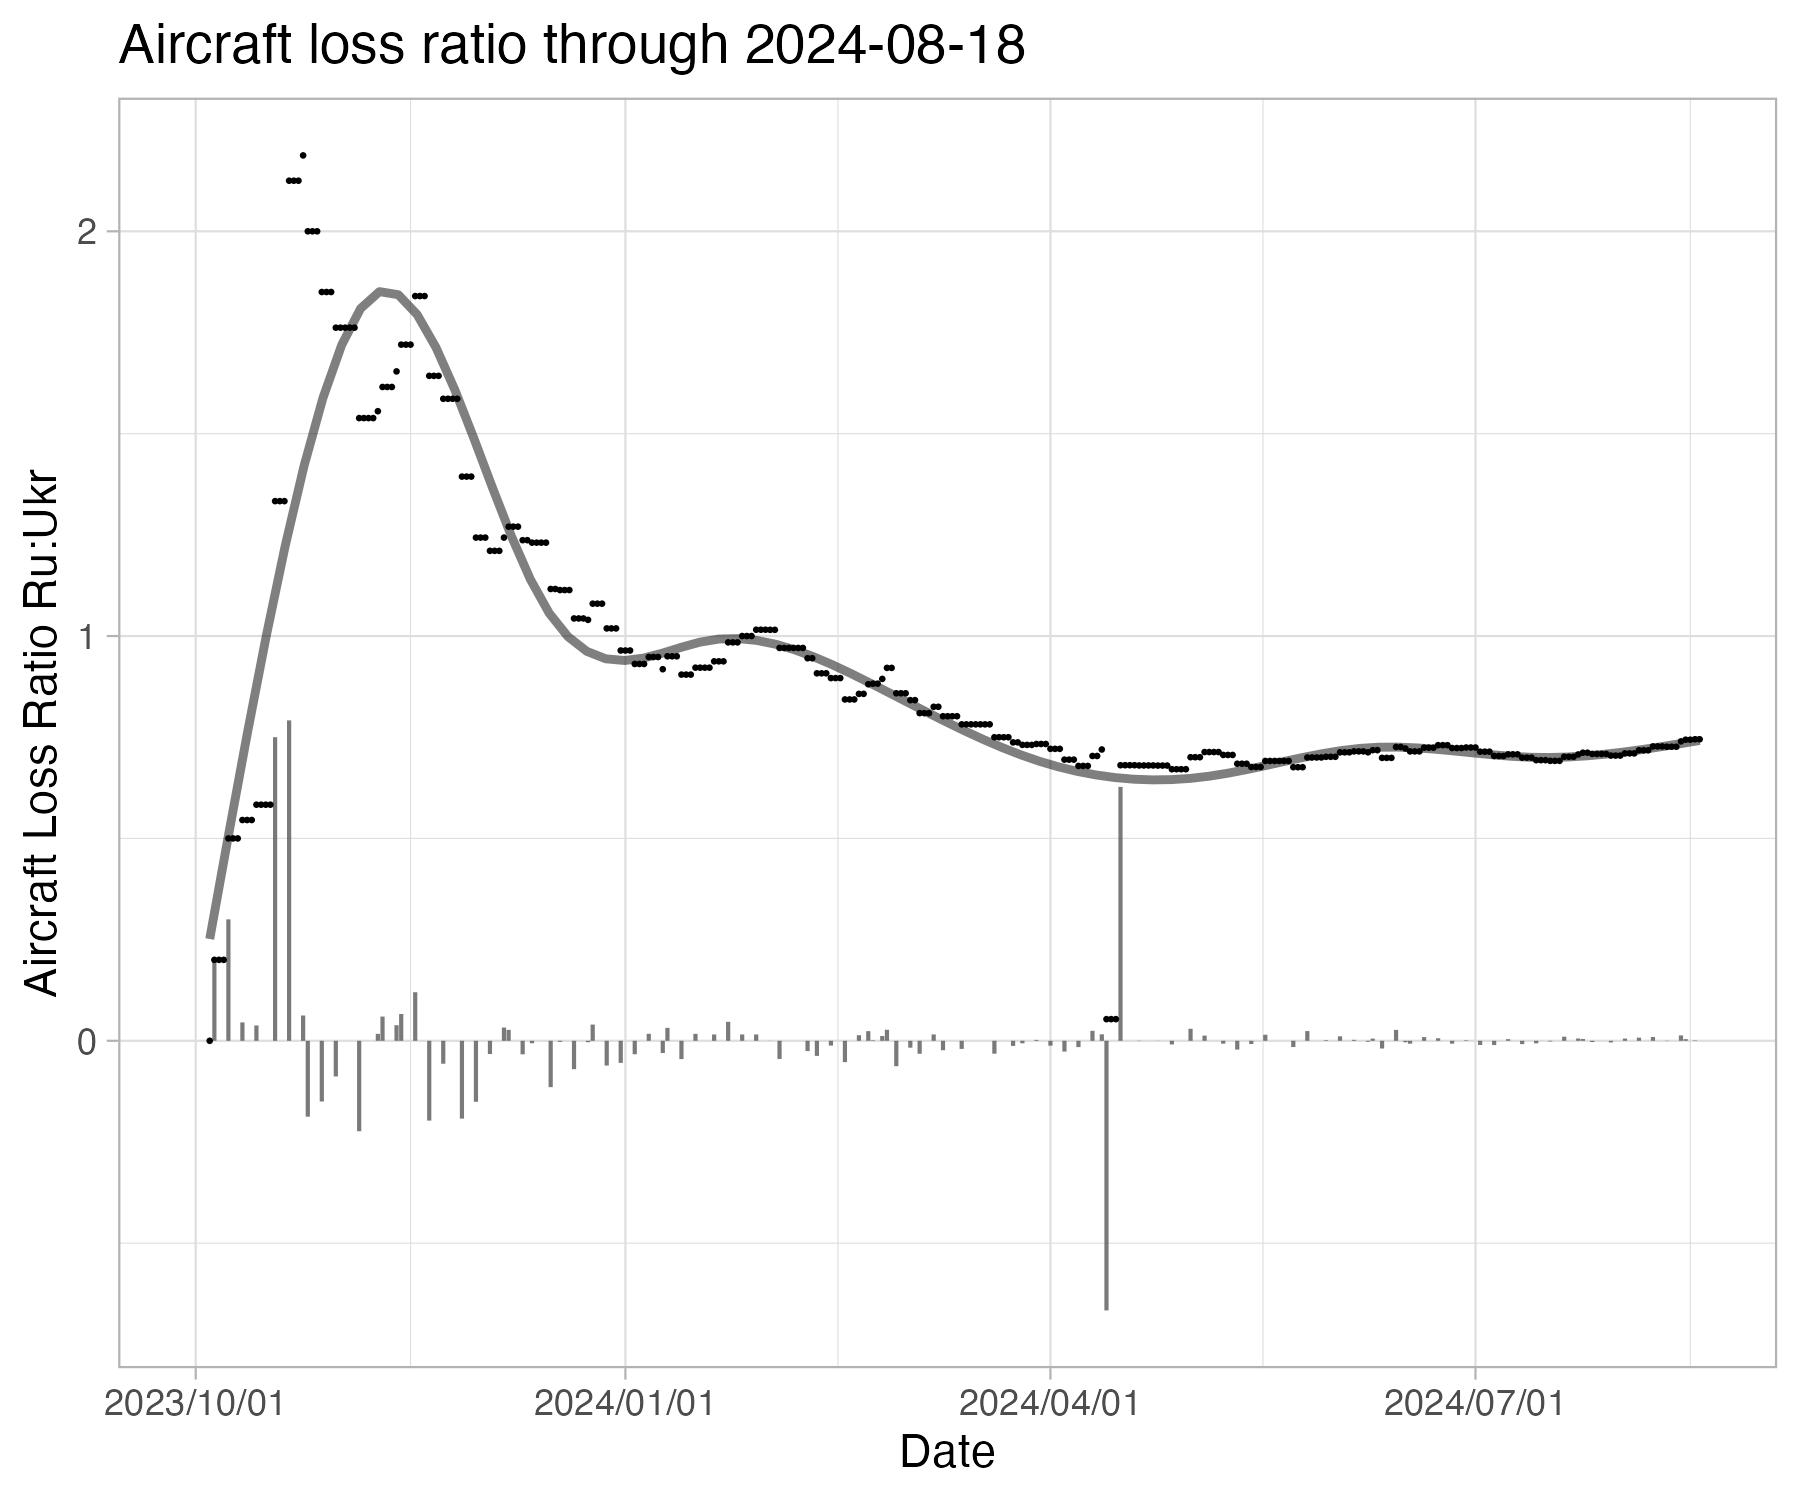 Aircraft loss ratio through 2024-08-18
Aircraft Loss Ratio Ru:Ukr
2
1
0
2023/10/01
2024/01/01
2024/04/01
2024/07/01
Date